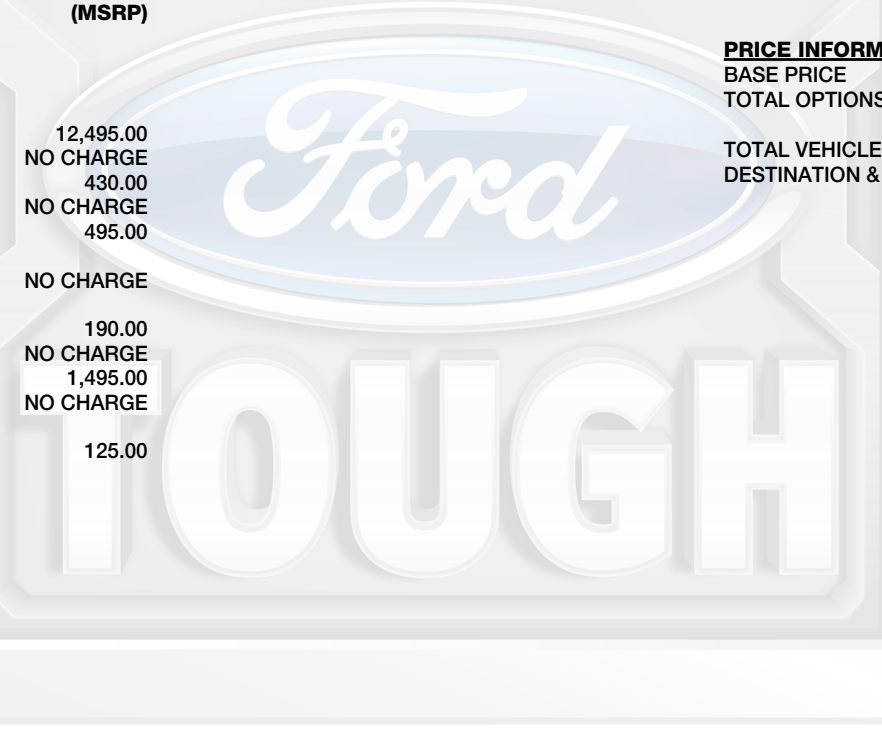 (MSRP)
12,495.00
NO CHARGE
430.00
NO CHARGE
495.00
NO CHARGE
190.00
NO CHARGE
1,495.00
NO CHARGE
125.00
PRICE INFORM
BASE PRICE
TOTAL OPTIONS
TOTAL VEHICLE
DESTINATION &
Ford
TOUGH